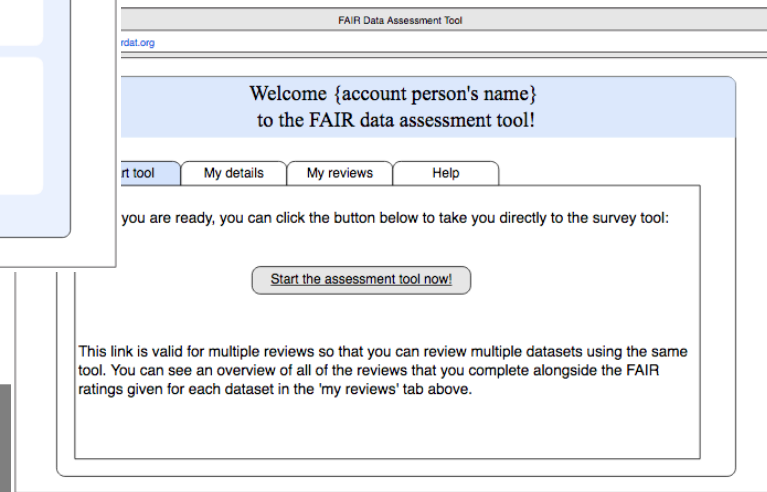 FAIR Data Assessment Tool
rdat.org
Welcome {account person's name}
to the FAIR data assessment tool!
rt tool My details My reviews Help
you are ready, you can click the button below to take you directly to the survey tool:
Start the assessment tool now!
This link is valid for multiple reviews so that you can review multiple datasets using the same
tool. You can see an overview of all of the reviews that you complete alongside the FAIR
ratings given for each dataset in the 'my reviews' tab above.